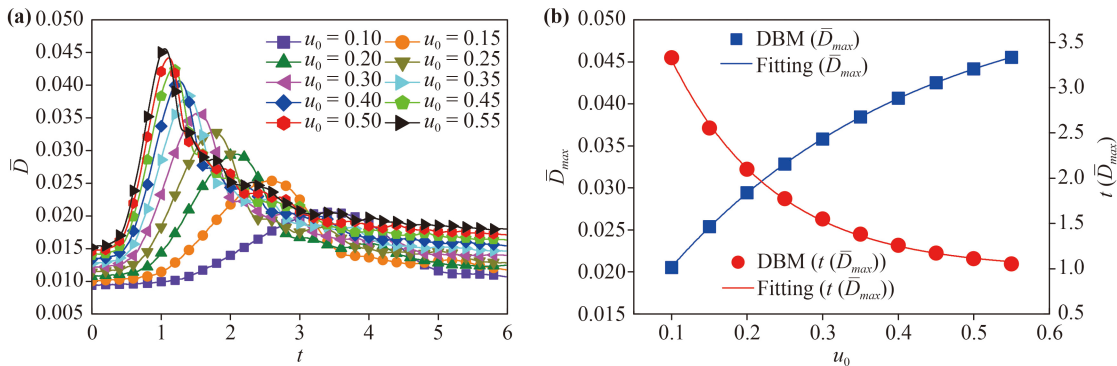 (a)
0.050
0.045
0.040
0.035
0.030
0.025
0.020
0.015
0.010
0.005
D̅
u₀ = 0.10 u₀ = 0.15
u₀ = 0.20 u₀ = 0.25
u₀ = 0.30 u₀ = 0.35
u₀ = 0.40 u₀ = 0.45
u₀ = 0.50 u₀ = 0.55
0 1 2 3 4 5 6
t
(b)
0.050
0.045
0.040
0.035
0.030
0.025
0.020
0.015
D̅max
DBM (D̅max)
Fitting (D̅max)
DBM (t (D̅max))
Fitting (t (D̅max))
3.5
3.0
2.5
2.0
1.5
1.0
0.5
t (D̅max)
0.1 0.2 0.3 0.4 0.5 0.6
u₀